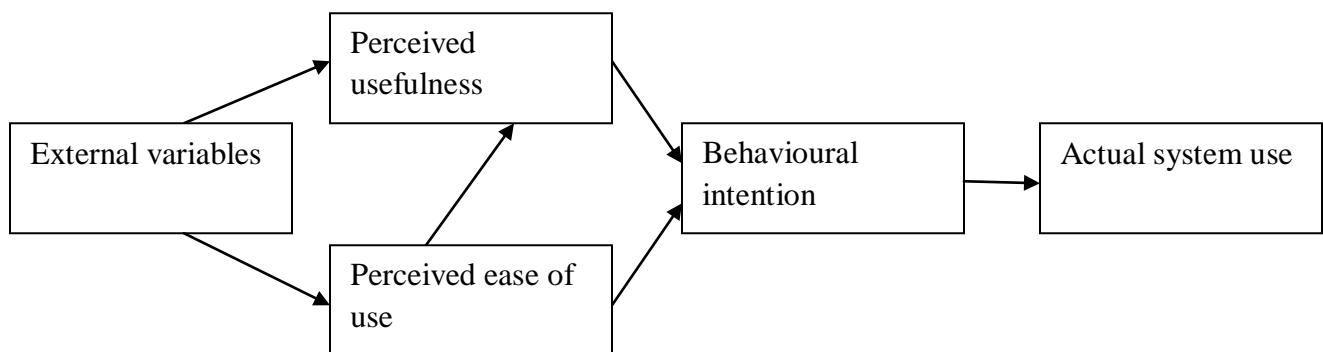 Perceived
usefulness
External variables
Behavioural
intention
Actual system use
Perceived ease of
use